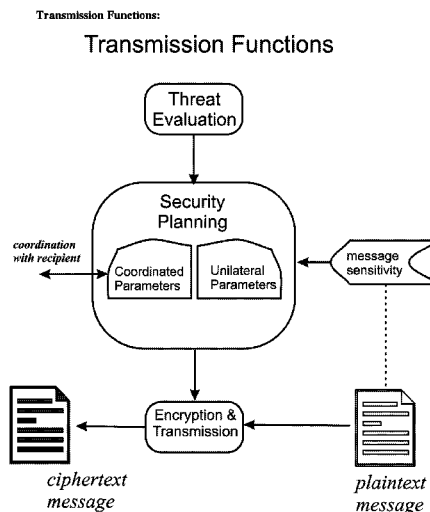 Transmission Functions:
Transmission Functions
Threat
Evaluation
Security
Planning
coordination
with recipient
Coordinated
Parameters
Unilateral
Parameters
message
sensitivity
Encryption &
Transmission
ciphertext
message
plaintext
message